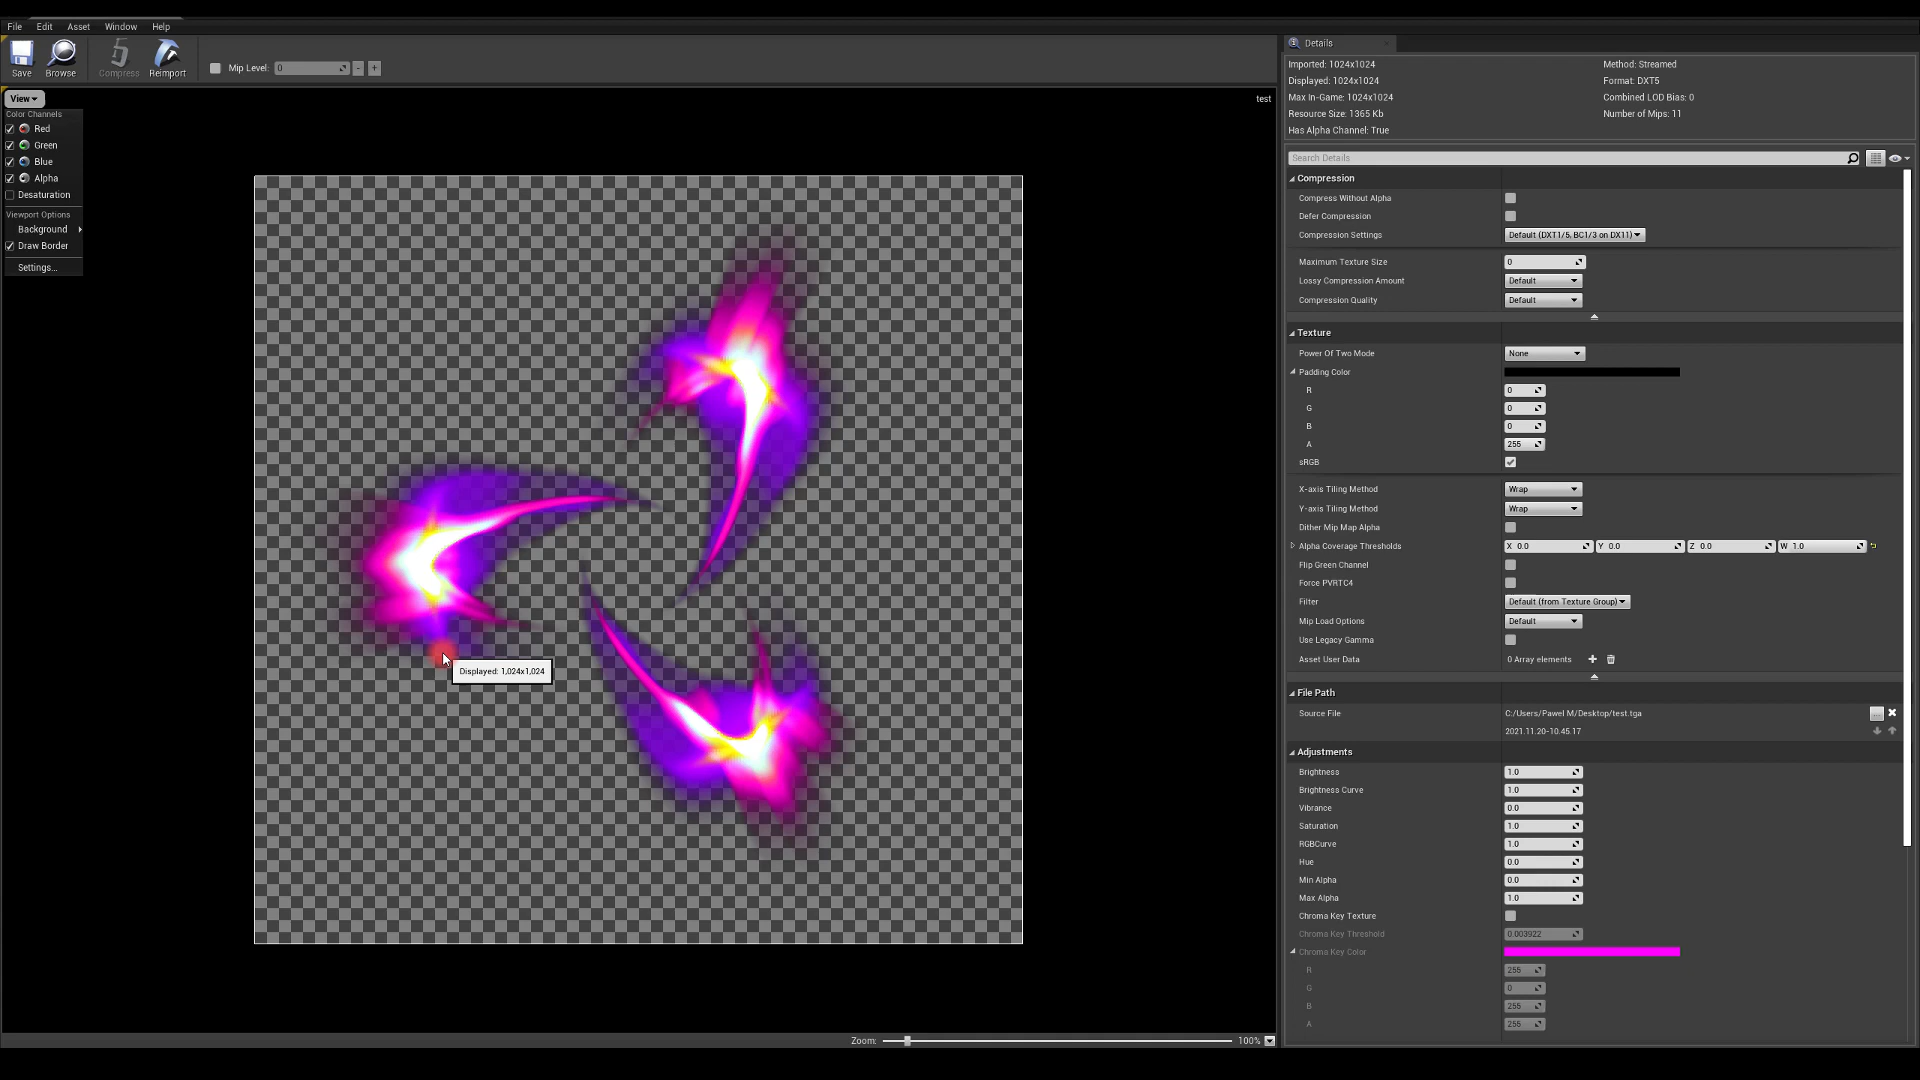 File Edit Asset Window Help
Save Browse Compress Reimport Mip Level: 0 - +
View
test
Color Channels
Red
Green
Blue
Alpha
Desaturation
Viewport Options
Background
Draw Border
Settings...
Displayed: 1,024x1,024
Zoom: 100%
Details
Imported: 1024x1024 Method: Streamed
Displayed: 1024x1024 Format: DXT5
Max In-Game: 1024x1024 Combined LOD Bias: 0
Resource Size: 1365 Kb Number of Mips: 11
Has Alpha Channel: True
Search Details
Compression
Compress Without Alpha
Defer Compression
Compression Settings Default (DXT1/5, BC1/3 on DX11)
Maximum Texture Size 0
Lossy Compression Amount Default
Compression Quality Default
Texture
Power Of Two Mode None
Padding Color
R 0
G 0
B 0
A 255
sRGB
X-axis Tiling Method Wrap
Y-axis Tiling Method Wrap
Dither Mip Map Alpha
Alpha Coverage Thresholds X 0.0 Y 0.0 Z 0.0 W 1.0
Flip Green Channel
Force PVRTC4
Filter Default (from Texture Group)
Mip Load Options Default
Use Legacy Gamma
Asset User Data 0 Array elements
File Path
Source File C:/Users/Pawel M/Desktop/test.tga
2021.11.20-10.45.17
Adjustments
Brightness 1.0
Brightness Curve 1.0
Vibrance 0.0
Saturation 1.0
RGBCurve 1.0
Hue 0.0
Min Alpha 0.0
Max Alpha 1.0
Chroma Key Texture
Chroma Key Threshold 0.003922
Chroma Key Color
R 255
G 0
B 255
A 255